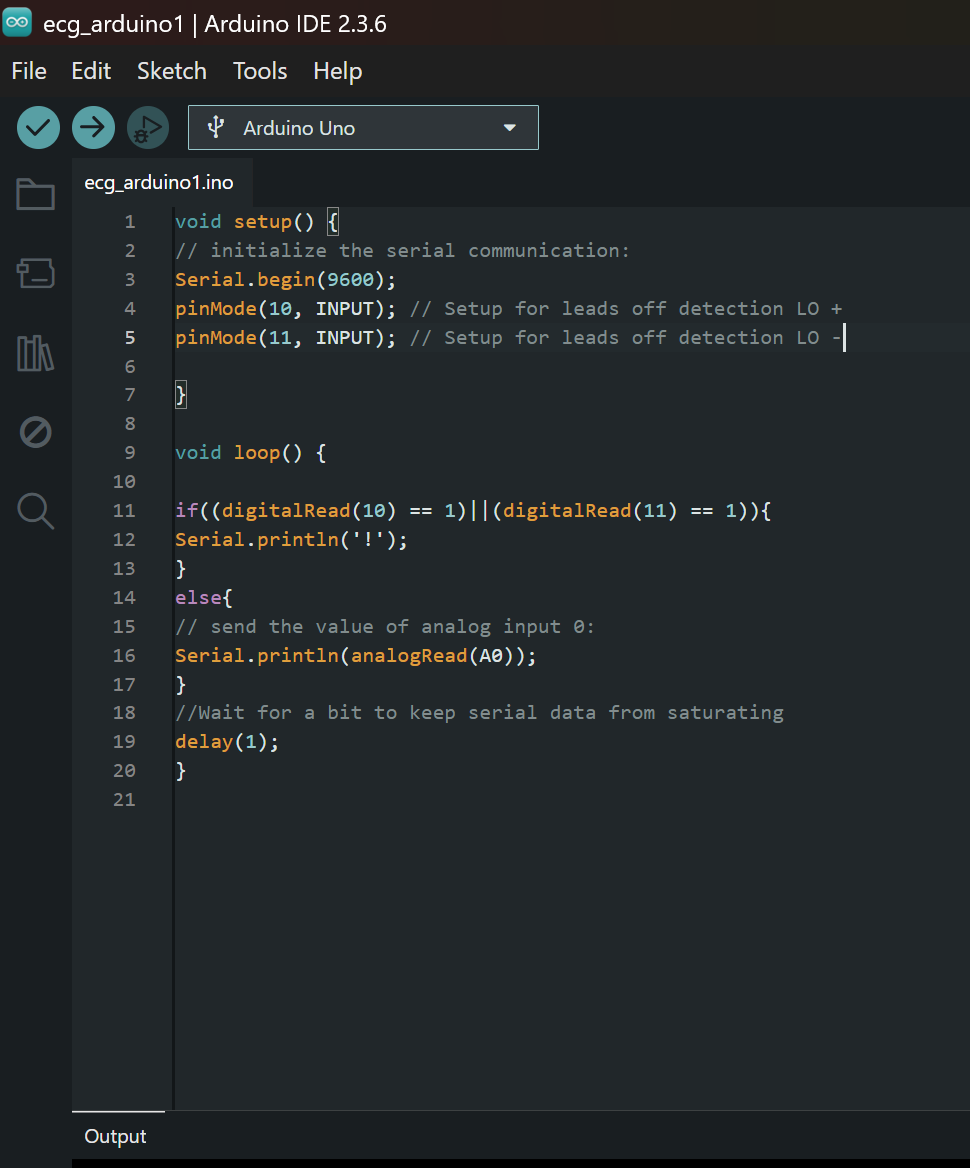 ecg_arduino1 | Arduino IDE 2.3.6
File Edit Sketch Tools Help
Arduino Uno
ecg_arduino1.ino
1 void setup() {
2 // initialize the serial communication:
3 Serial.begin(9600);
4 pinMode(10, INPUT); // Setup for leads off detection LO +
5 pinMode(11, INPUT); // Setup for leads off detection LO -
6
7 }
8
9 void loop() {
10
11 if((digitalRead(10) == 1)||(digitalRead(11) == 1)){
12 Serial.println('!');
13 }
14 else{
15 // send the value of analog input 0:
16 Serial.println(analogRead(A0));
17 }
18 //Wait for a bit to keep serial data from saturating
19 delay(1);
20 }
21
Output